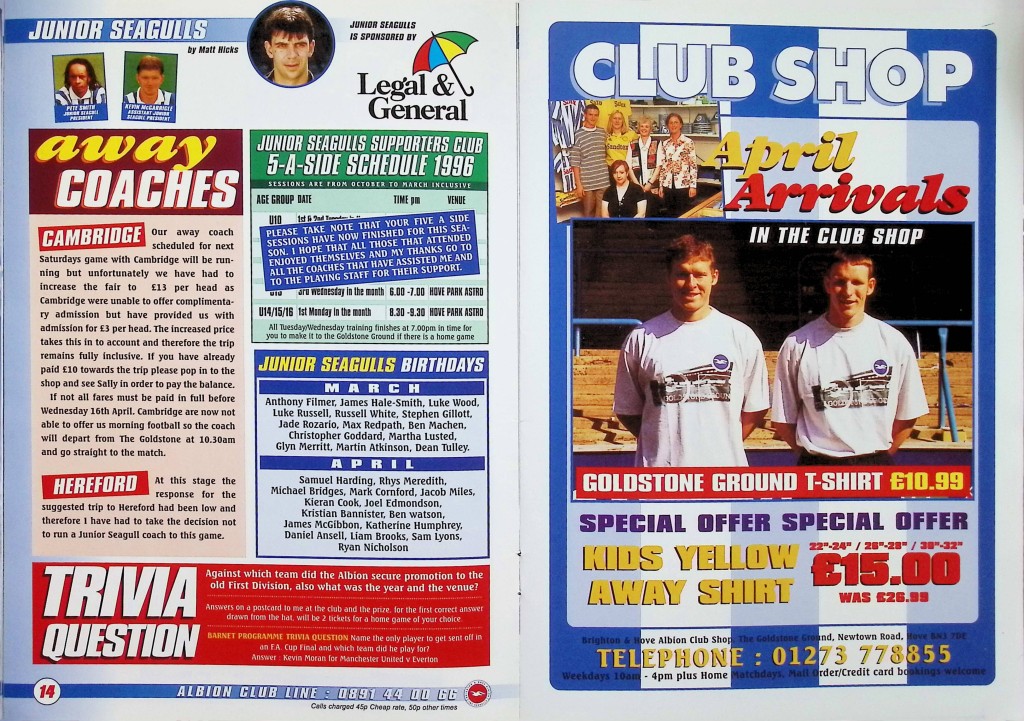 JUNIOR SEAGULLS
by Matt Hicks
PETE SMITH
JUNIOR SEAGULL
PRESIDENT
KEVIN McGARRIGLE
ASSISTANT JUNIOR
SEAGULL PRESIDENT
JUNIOR SEAGULLS
IS SPONSORED BY
Legal &
General
away
COACHES
CAMBRIDGE Our away coach
scheduled for next
Saturdays game with Cambridge will be run-
ning but unfortunately we have had to
increase the fair to £13 per head as
Cambridge were unable to offer complimenta-
ry admission but have provided us with
admission for £3 per head. The increased price
takes this in to account and therefore the trip
remains fully inclusive. If you have already
paid £10 towards the trip please pop in to the
shop and see Sally in order to pay the balance.
If not all fares must be paid in full before
Wednesday 16th April. Cambridge are now not
able to offer us morning football so the coach
will depart from The Goldstone at 10.30am
and go straight to the match.
HEREFORD At this stage the
response for the
suggested trip to Hereford had been low and
therefore I have had to take the decision not
to run a Junior Seagull coach to this game.
JUNIOR SEAGULLS SUPPORTERS CLUB
5-A-SIDE SCHEDULE 1996
SESSIONS ARE FROM OCTOBER TO MARCH INCLUSIVE
AGE GROUP DATE TIME pm VENUE
U10 1st & 2nd Tuesday in
PLEASE TAKE NOTE THAT YOUR FIVE A SIDE
SESSIONS HAVE NOW FINISHED FOR THIS SEA-
SON. I HOPE THAT ALL THOSE THAT ATTENDED
ENJOYED THEMSELVES AND MY THANKS GO TO
ALL THE COACHES THAT HAVE ASSISTED ME AND
TO THE PLAYING STAFF FOR THEIR SUPPORT.
3rd Wednesday in the month 6.00 -7.00 HOVE PARK ASTRO
U14/15/16 1st Monday in the month 8.30 -9.30 HOVE PARK ASTRO
All Tuesday/Wednesday training finishes at 7.00pm in time for
you to make it to the Goldstone Ground if there is a home game
JUNIOR SEAGULLS BIRTHDAYS
MARCH
Anthony Filmer, James Hale-Smith, Luke Wood,
Luke Russell, Russell White, Stephen Gillott,
Jade Rozario, Max Redpath, Ben Machen,
Christopher Goddard, Martha Lusted,
Glyn Merritt, Martin Atkinson, Dean Tulley.
APRIL
Samuel Harding, Rhys Meredith,
Michael Bridges, Mark Cornford, Jacob Miles,
Kieran Cook, Joel Edmondson,
Kristian Bannister, Ben watson,
James McGibbon, Katherine Humphrey,
Daniel Ansell, Liam Brooks, Sam Lyons,
Ryan Nicholson
TRIVIA
QUESTION
Against which team did the Albion secure promotion to the
old First Division, also what was the year and the venue?
Answers on a postcard to me at the club and the prize, for the first correct answer
drawn from the hat, will be 2 tickets for a home game of your choice.
BARNET PROGRAMME TRIVIA QUESTION Name the only player to get sent off in
an F.A. Cup Final and which team did he play for?
Answer : Kevin Moran for Manchester United v Everton
14
ALBION CLUB LINE : 0891 44 00 66
Calls charged 45p Cheap rate, 50p other times
CLUB SHOP
April
Arrivals
IN THE CLUB SHOP
GOLDSTONE GROUND T-SHIRT £10.99
SPECIAL OFFER SPECIAL OFFER
KIDS YELLOW
AWAY SHIRT
22"-24" / 26"-28" / 30"-32"
£15.00
WAS £26.99
Brighton & Hove Albion Club Shop, The Goldstone Ground, Newtown Road, Hove BN3 7DE
TELEPHONE : 01273 778855
Weekdays 10am - 4pm plus Home Matchdays. Mail Order/Credit card bookings welcome